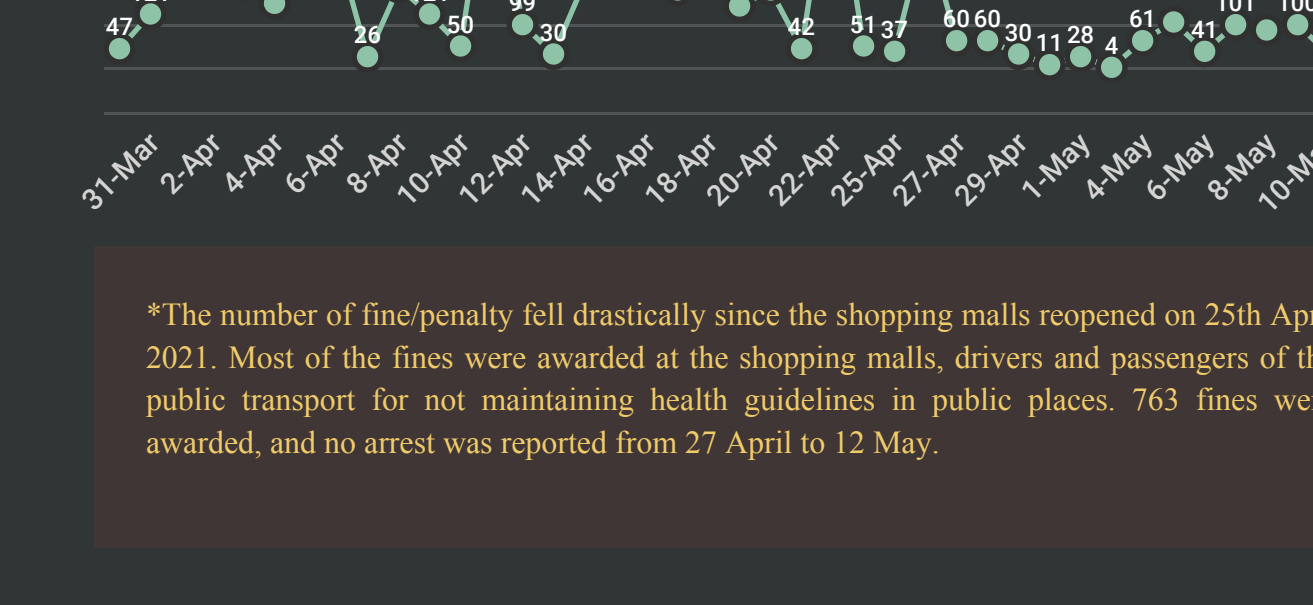 99
101
100
47
26
50
30
42
51
37
60
60
30
11
28
4
61
41
31-Mar
2-Apr
4-Apr
6-Apr
8-Apr
10-Apr
12-Apr
14-Apr
16-Apr
18-Apr
20-Apr
22-Apr
25-Apr
27-Apr
29-Apr
1-May
4-May
6-May
8-May
*The number of fine/penalty fell drastically since the shopping malls reopened on 25th
2021. Most of the fines were awarded at the shopping malls, drivers and passengers of
public transport for not maintaining health guidelines in public places. 763 fines
awarded, and no arrest was reported from 27 April to 12 May.